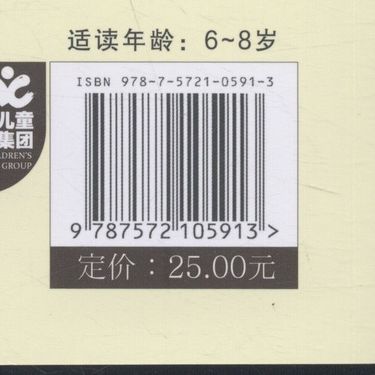 适读年龄：6~8岁
ISBN 978-7-5721-0591-3
儿童
集团
LDREN'S
GROUP
9 787572 105913>
定价：25.00元